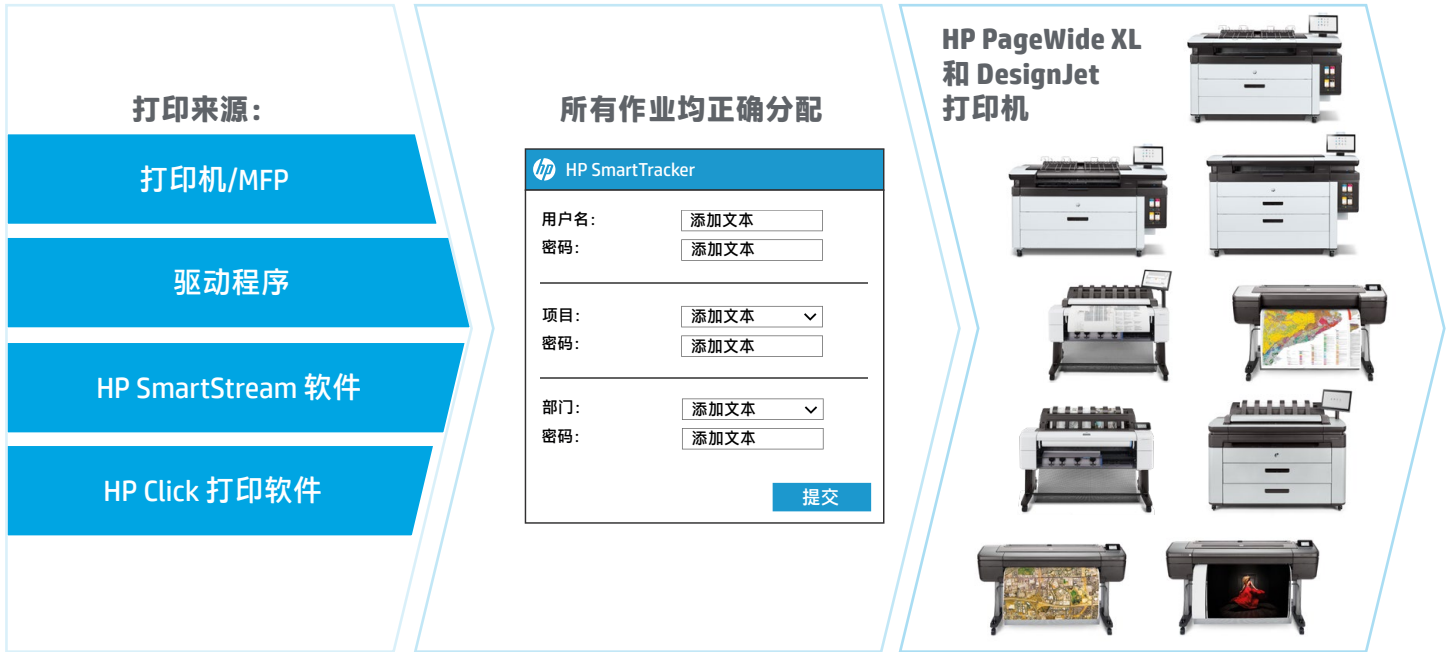 打印来源：
打印机/MFP
驱动程序
HP SmartStream 软件
HP Click 打印软件
所有作业均正确分配
hp HP SmartTracker
用户名： 添加文本
密码： 添加文本
项目： 添加文本
密码： 添加文本
部门： 添加文本
密码： 添加文本
提交
HP PageWide XL
和 DesignJet
打印机